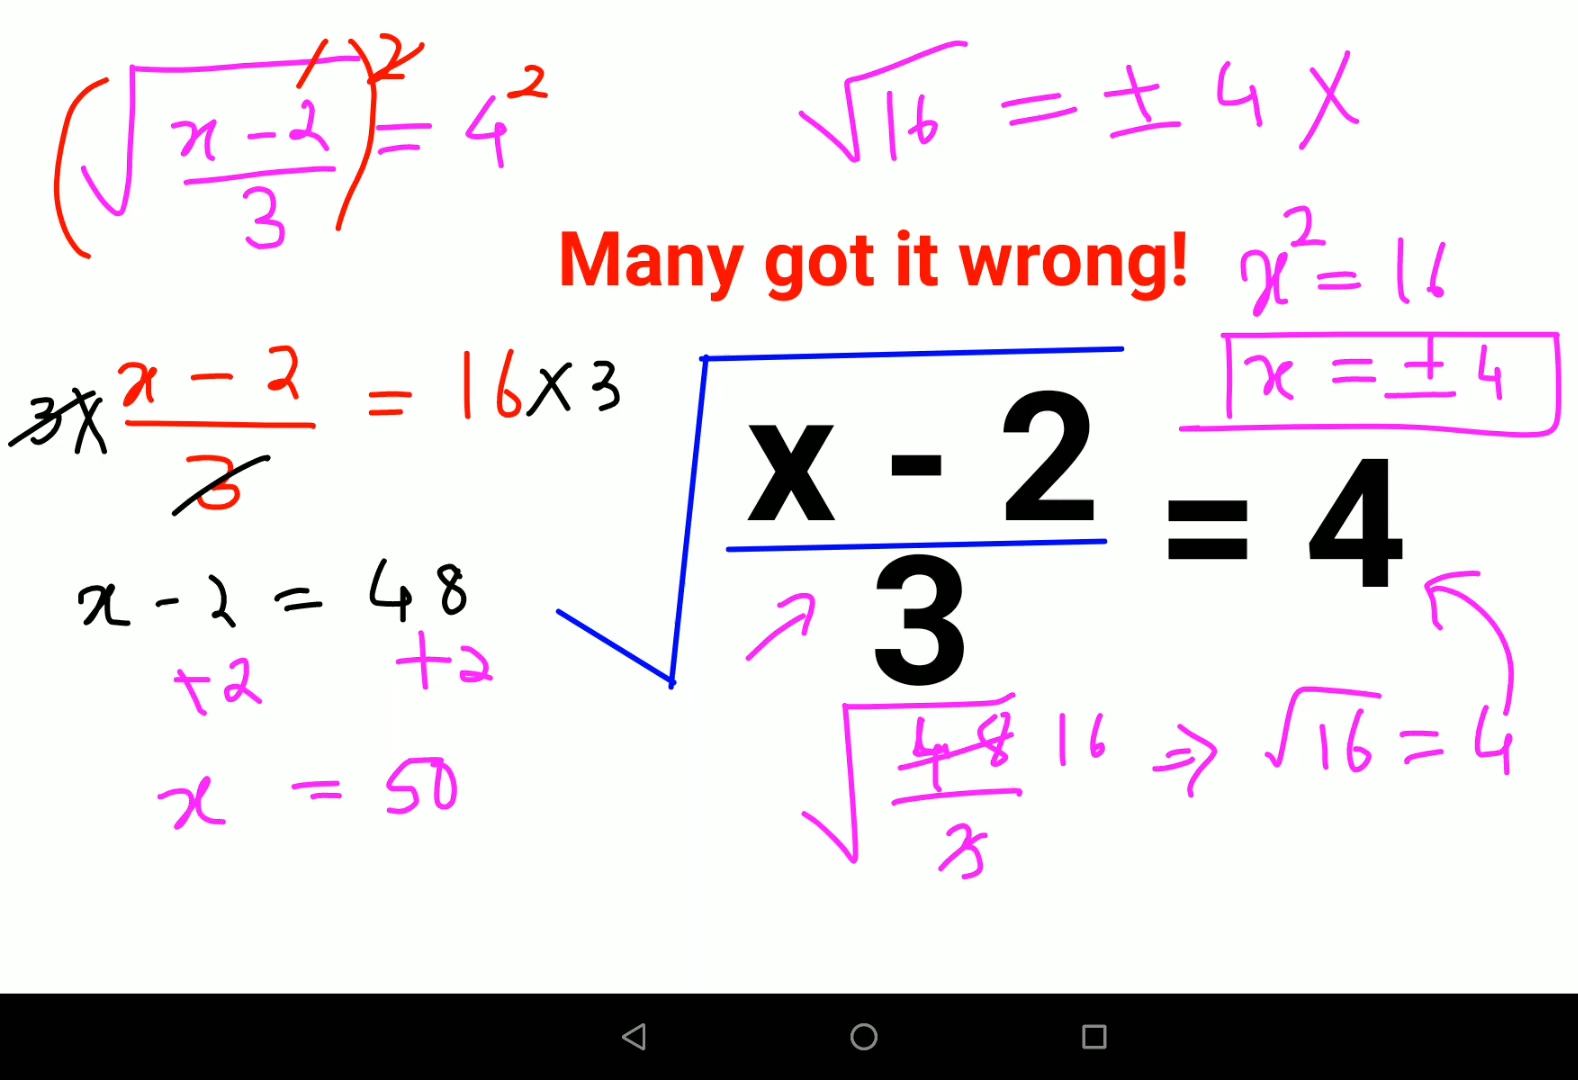 (√((x - 2)/3))² = 4²
√16 = ± 4 X
Many got it wrong!
x² = 16
x = ± 4
3 × (x - 2)/3 = 16 × 3
√((x - 2)/3) = 4
x - 2 = 48
+2 +2
x = 50
√(48/3) 16 ⇒ √16 = 4